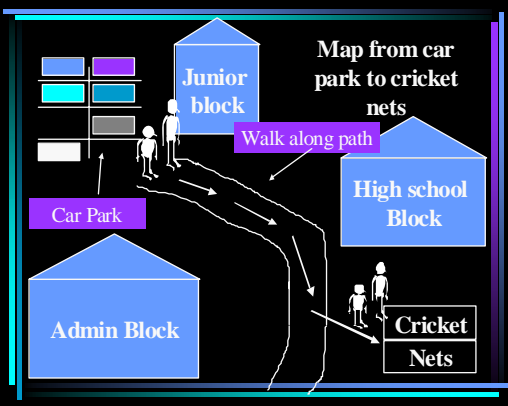 Map from car
park to cricket
nets
Junior
block
Walk along path
High school
Block
Car Park
Admin Block
Cricket
Nets